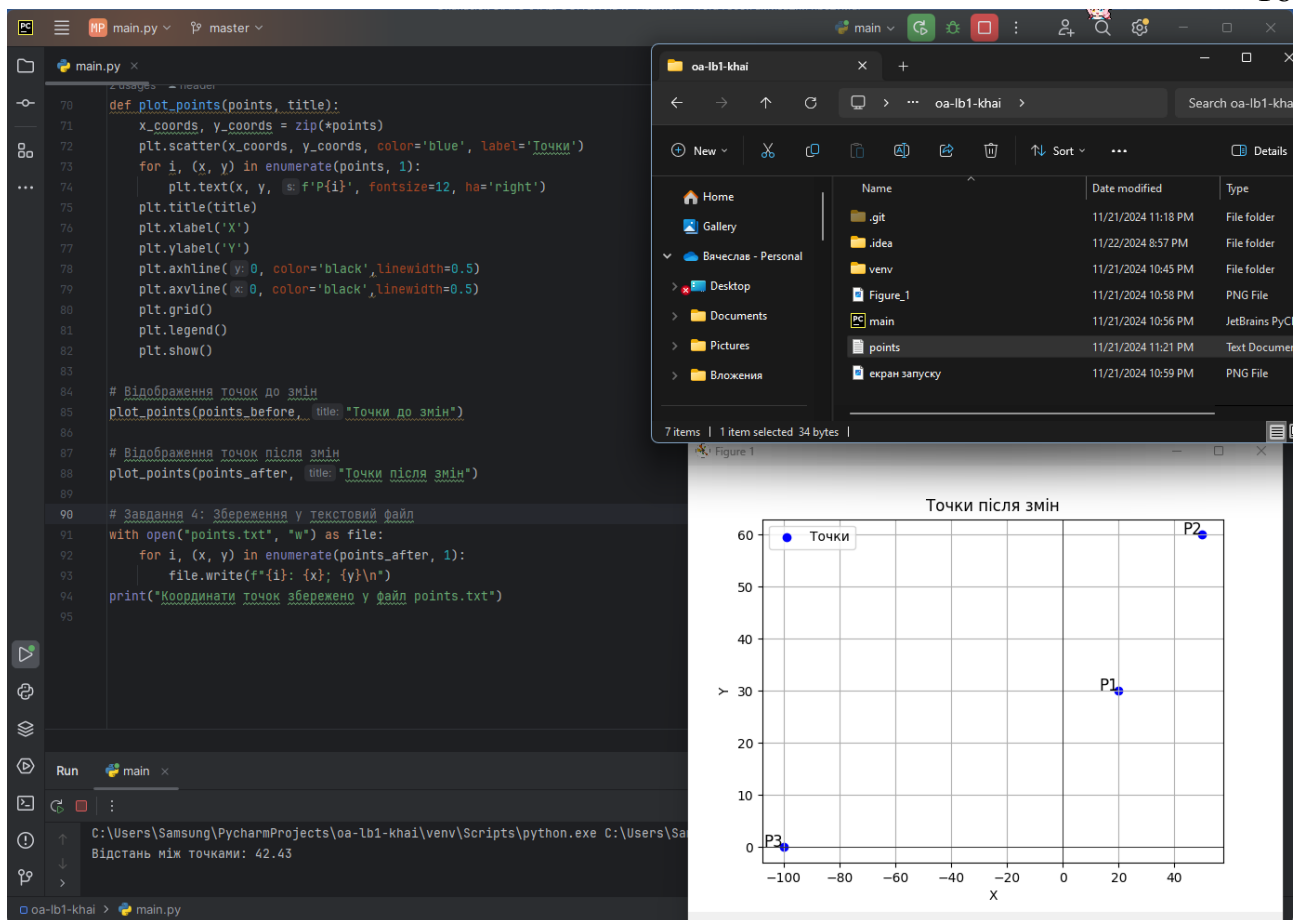 MP main.py master main
main.py
70 def plot_points(points, title):
71 x_coords, y_coords = zip(*points)
72 plt.scatter(x_coords, y_coords, color='blue', label='Точки')
73 for i, (x, y) in enumerate(points, 1):
74 plt.text(x, y, s: f'P{i}', fontsize=12, ha='right')
75 plt.title(title)
76 plt.xlabel('X')
77 plt.ylabel('Y')
78 plt.axhline( y: 0, color='black',linewidth=0.5)
79 plt.axvline( x: 0, color='black',linewidth=0.5)
80 plt.grid()
81 plt.legend()
82 plt.show()
83
84 # Відображення точок до змін
85 plot_points(points_before, title: "Точки до змін")
86
87 # Відображення точок після змін
88 plot_points(points_after, title: "Точки після змін")
89
90 # Завдання 4: Збереження у текстовий файл
91 with open("points.txt", "w") as file:
92 for i, (x, y) in enumerate(points_after, 1):
93 file.write(f"{i}: {x}; {y}\n")
94 print("Координати точок збережено у файл points.txt")
95
Run main
C:\Users\Samsung\PycharmProjects\oa-lb1-khai\venv\Scripts\python.exe C:\Users\Sa
Відстань між точками: 42.43
oa-lb1-khai > main.py
oa-lb1-khai
oa-lb1-khai Search oa-lb1-kha
New Sort Details
Home
Gallery
Вячеслав - Personal
Desktop
Documents
Pictures
Вложения
Name Date modified Type
.git 11/21/2024 11:18 PM File folder
.idea 11/22/2024 8:57 PM File folder
venv 11/21/2024 10:45 PM File folder
Figure_1 11/21/2024 10:58 PM PNG File
main 11/21/2024 10:56 PM JetBrains PyC
points 11/21/2024 11:21 PM Text Docume
екран запуску 11/21/2024 10:59 PM PNG File
7 items | 1 item selected 34 bytes |
Figure 1
Точки після змін
Точки
P2
P1
P3
60
50
40
30
20
10
0
Y
−100 −80 −60 −40 −20 0 20 40
X